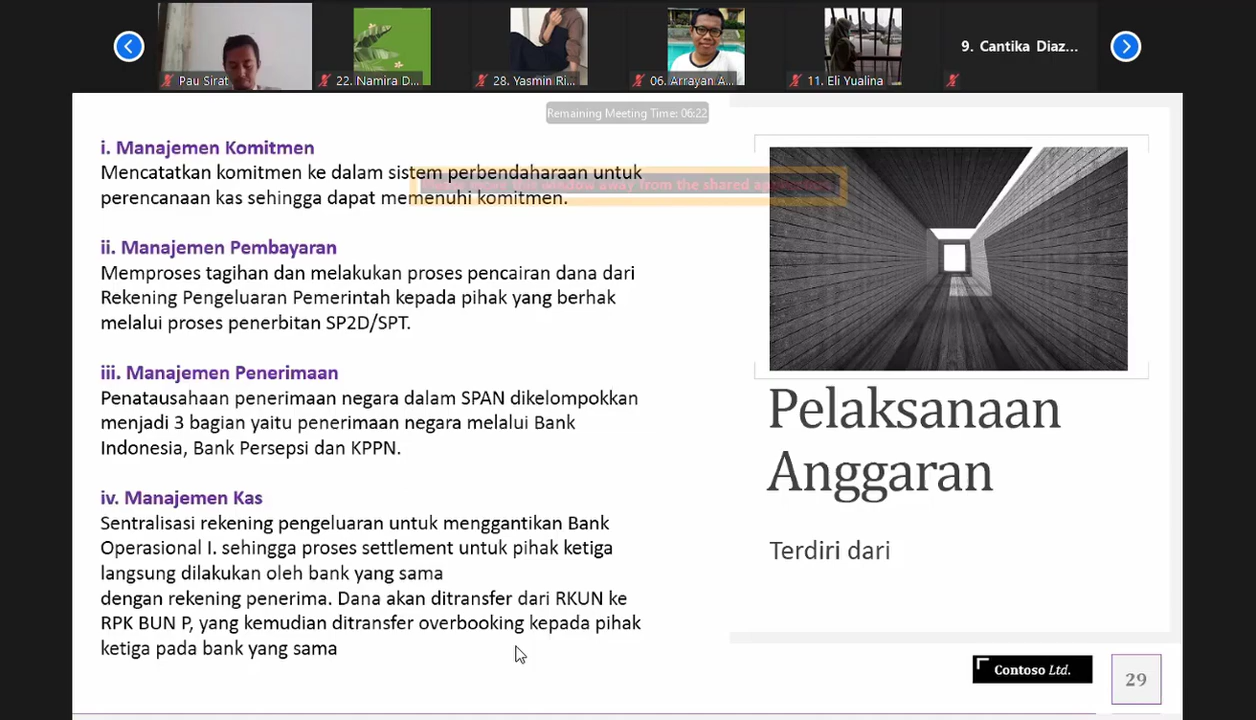 Pau Sirat
22. Namira D...
28. Yasmin Ri...
06. Arrayan A...
11. Eli Yualina
9. Cantika Diaz...
Remaining Meeting Time: 06:22
i. Manajemen Komitmen
Mencatatkan komitmen ke dalam sistem perbendaharaan untuk
perencanaan kas sehingga dapat memenuhi komitmen.
ii. Manajemen Pembayaran
Memproses tagihan dan melakukan proses pencairan dana dari
Rekening Pengeluaran Pemerintah kepada pihak yang berhak
melalui proses penerbitan SP2D/SPT.
iii. Manajemen Penerimaan
Penatausahaan penerimaan negara dalam SPAN dikelompokkan
menjadi 3 bagian yaitu penerimaan negara melalui Bank
Indonesia, Bank Persepsi dan KPPN.
iv. Manajemen Kas
Sentralisasi rekening pengeluaran untuk menggantikan Bank
Operasional I. sehingga proses settlement untuk pihak ketiga
langsung dilakukan oleh bank yang sama
dengan rekening penerima. Dana akan ditransfer dari RKUN ke
RPK BUN P, yang kemudian ditransfer overbooking kepada pihak
ketiga pada bank yang sama
window away from the shared
Pelaksanaan
Anggaran
Terdiri dari
Contoso Ltd.
29